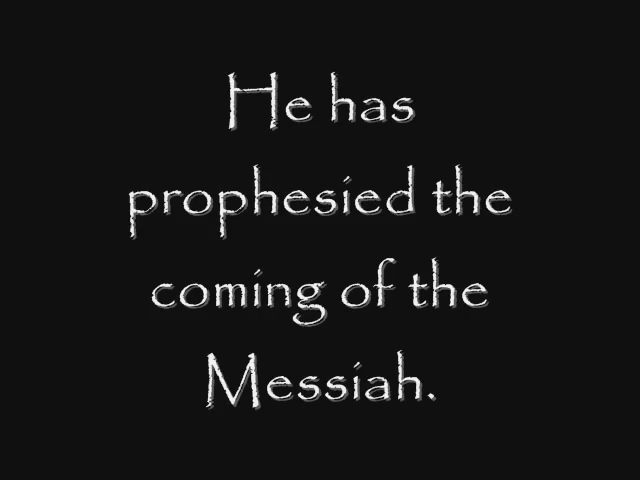 He has
prophesied the
coming of the
Messiah.